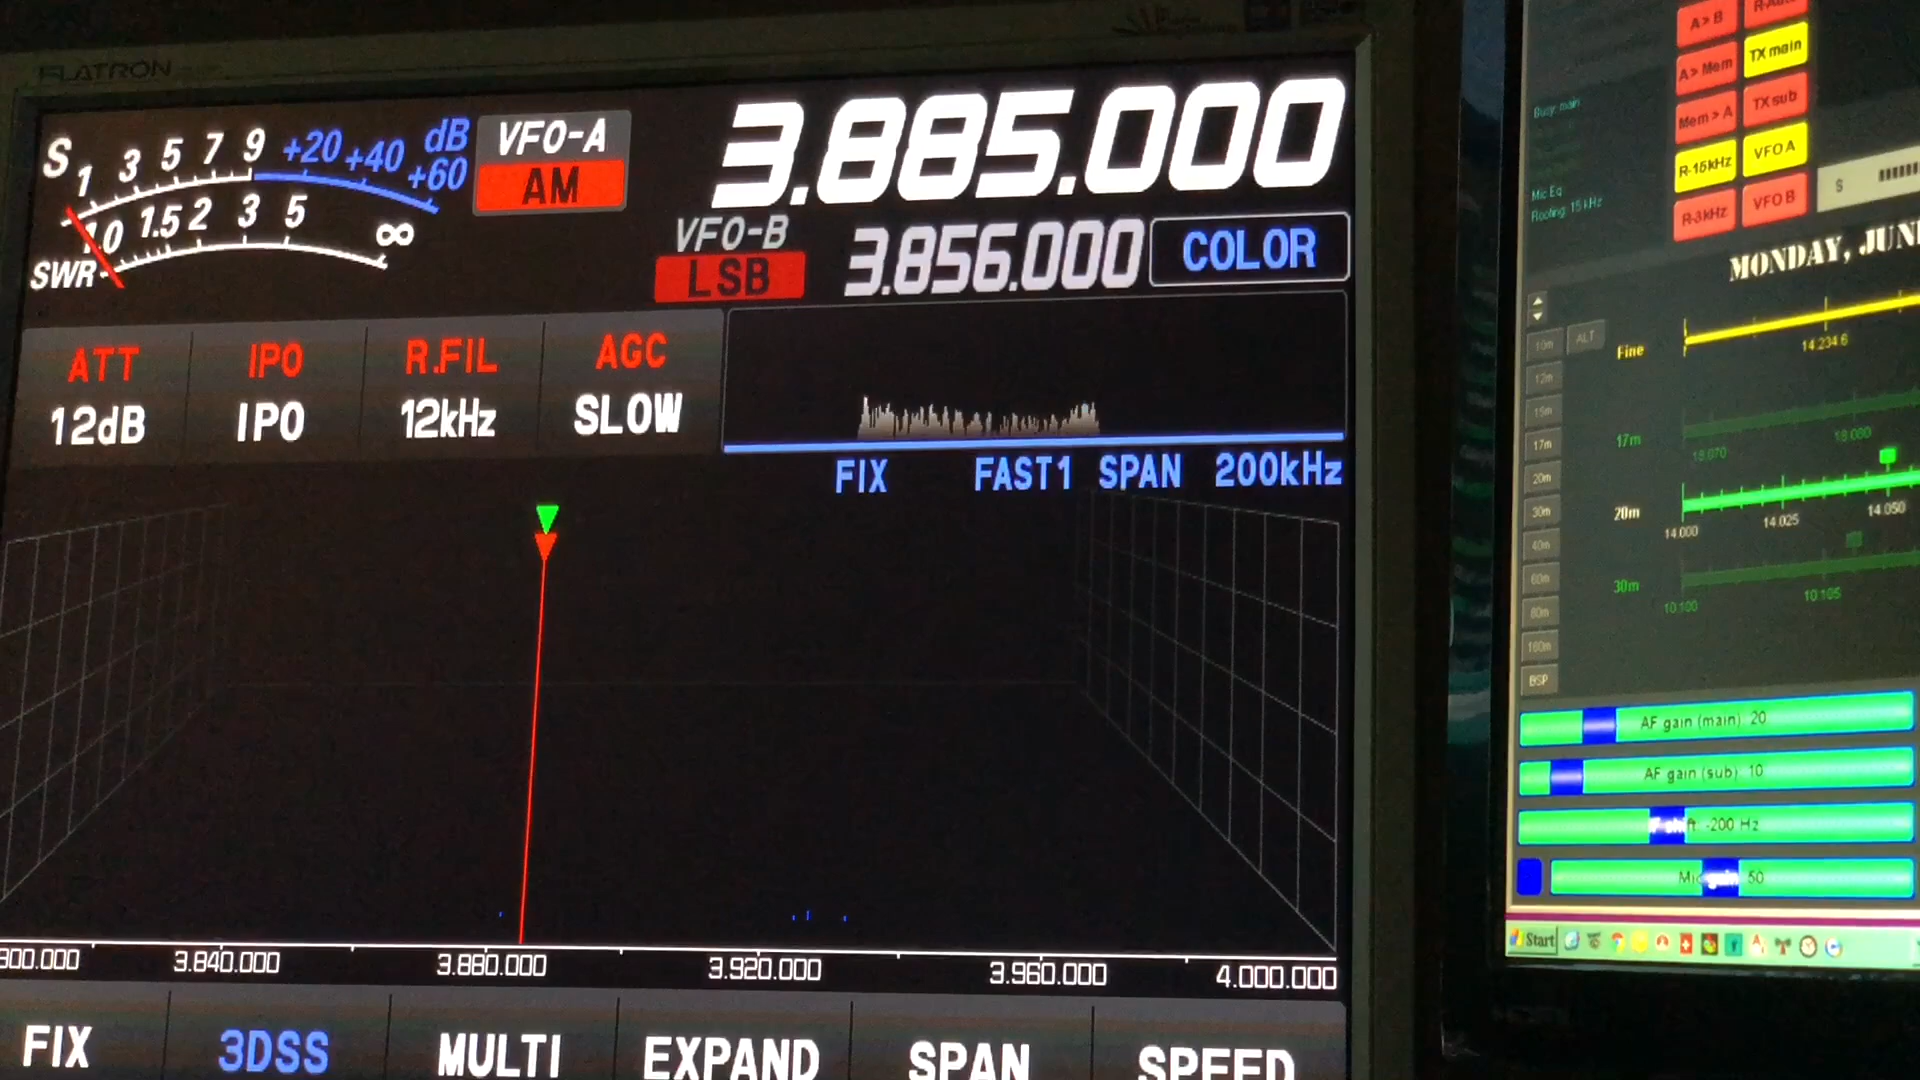 FLATRON
S 1 3 5 7 9 +20 +40 +60 dB
1.0 1.5 2 3 5 ∞
SWR
VFO-A
AM
3.885.000
VFO-B
LSB
3.856.000
COLOR
ATT IPO R.FIL AGC
12dB IPO 12kHz SLOW
FIX FAST1 SPAN 200kHz
3.840.000 3.880.000 3.920.000 3.960.000 4.000.000
FIX 3DSS MULTI EXPAND SPAN SPEED
A > B
A > Mem TX main
Mem > A TX sub
R-15kHz VFO A
R-3kHz VFO B
Busy main
Mic Eq
Roofing: 15 kHz
S
MONDAY, JUN
ALT
Fine
14.234.6
10m
12m
15m
17m
20m
30m
40m
60m
80m
160m
BSP
17m
18.070 18.080
20m
14.000 14.025 14.050
30m
10.100 10.105
AF gain (main): 20
AF gain (sub): 10
-200 Hz
Mic gain 50
Start